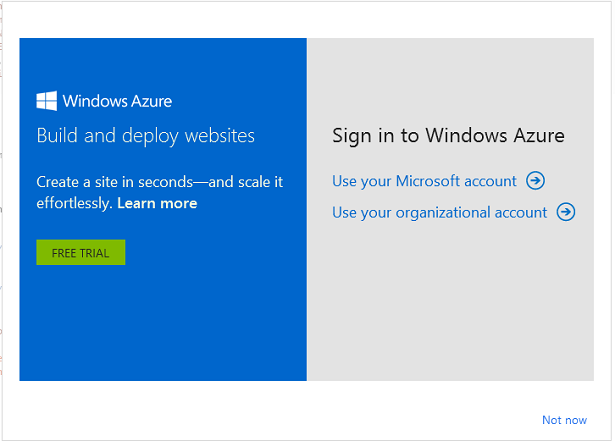 Windows Azure
Build and deploy websites
Create a site in seconds—and scale it
effortlessly. Learn more
FREE TRIAL
Sign in to Windows Azure
Use your Microsoft account
Use your organizational account
Not now